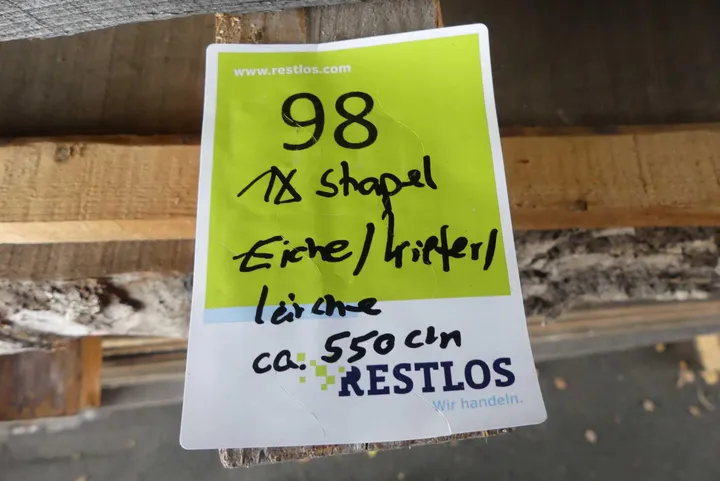 www.restlos.com
98
1x Stapel
Eiche/Kiefer/
Lärche
ca. 550 cm
RESTLOS
Wir handeln.